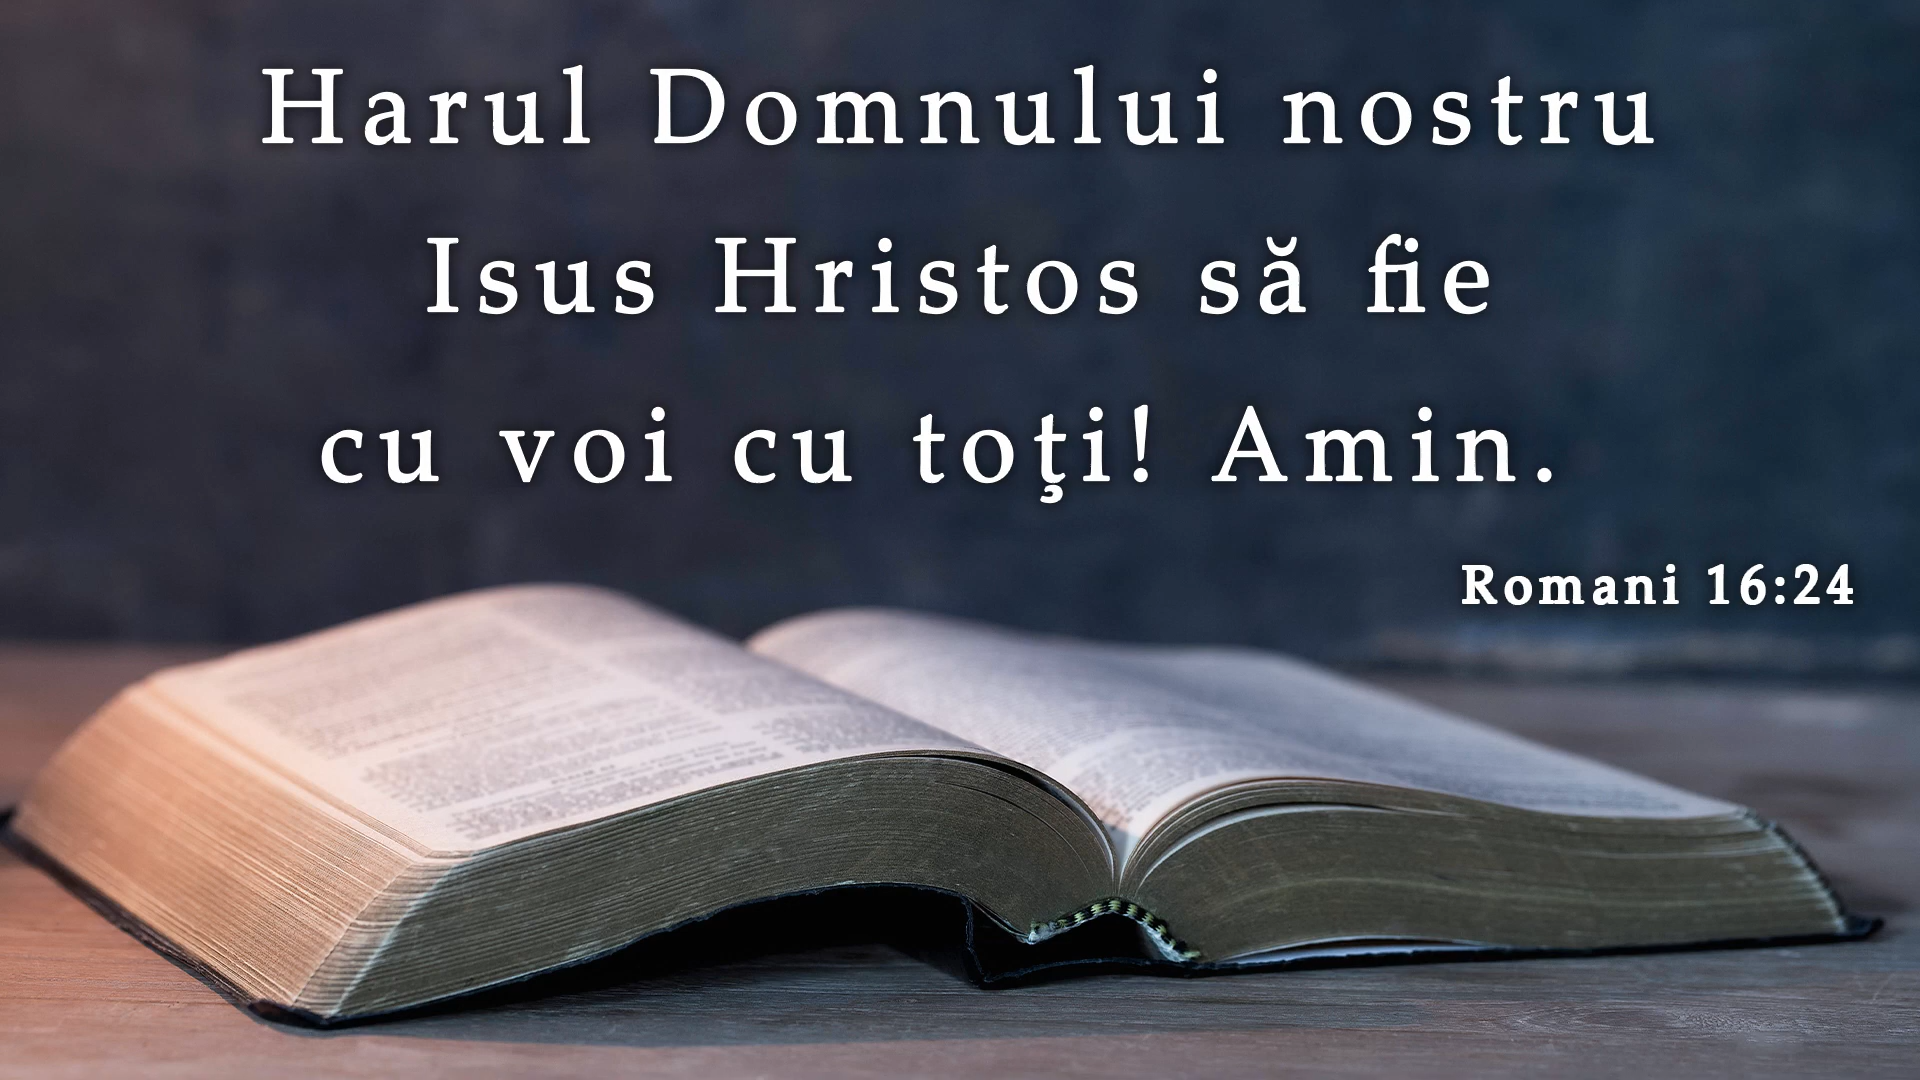 Harul Domnului nostru
Isus Hristos să fie
cu voi cu toţi! Amin.
Romani 16:24